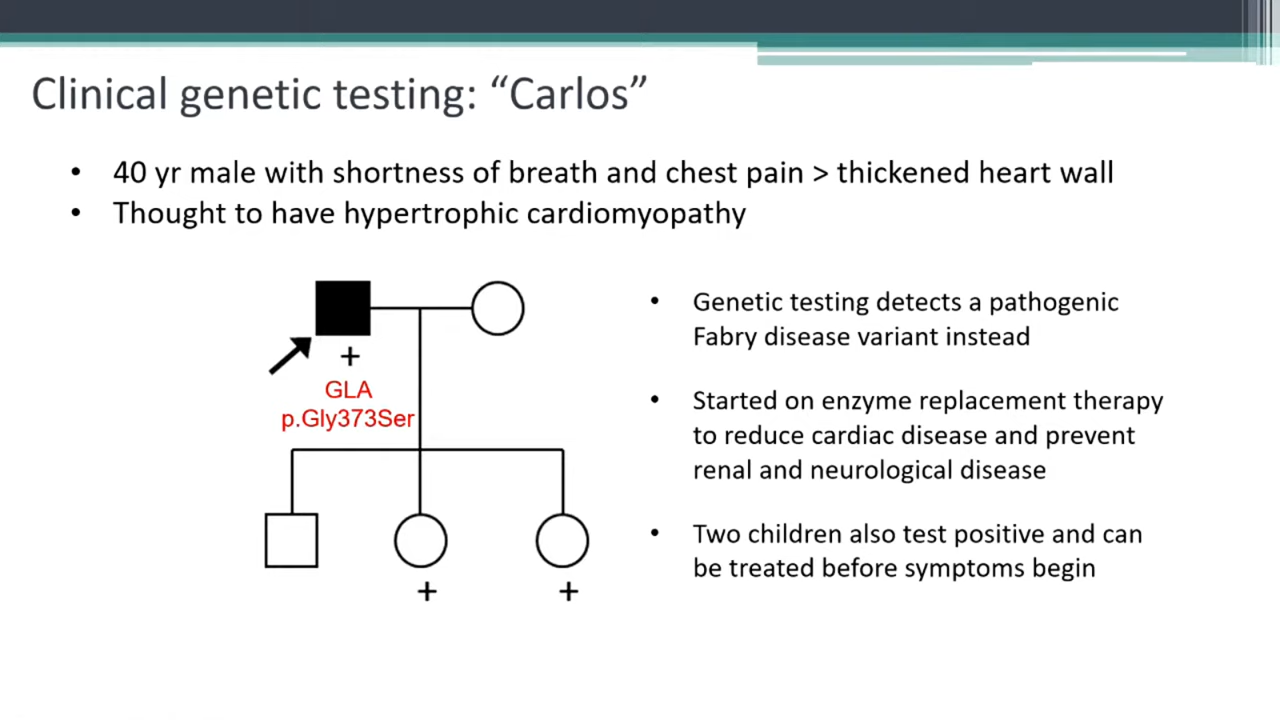 Clinical genetic testing: “Carlos”
• 40 yr male with shortness of breath and chest pain > thickened heart wall
• Thought to have hypertrophic cardiomyopathy
+
GLA
p.Gly373Ser
+
+
• Genetic testing detects a pathogenic
Fabry disease variant instead
• Started on enzyme replacement therapy
to reduce cardiac disease and prevent
renal and neurological disease
• Two children also test positive and can
be treated before symptoms begin